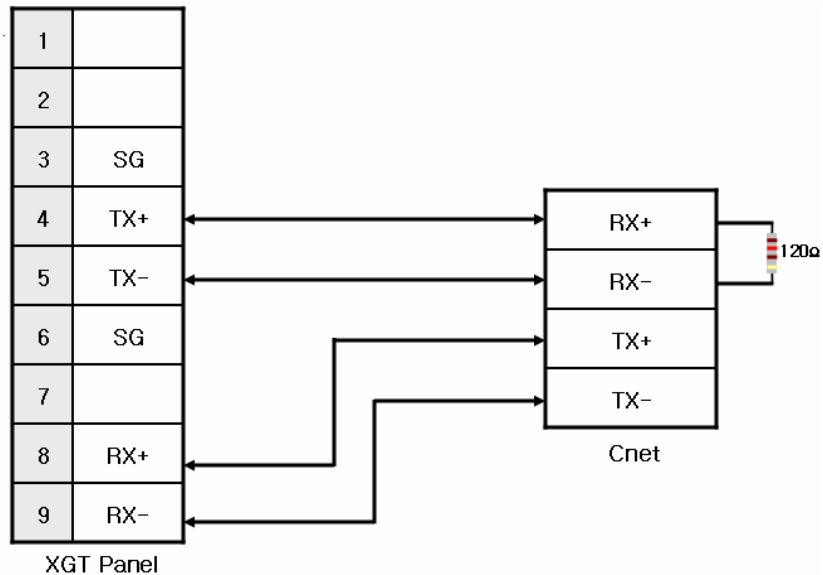 1
2
3 SG
4 TX+
5 TX-
6 SG
7
8 RX+
9 RX-
XGT Panel
RX+
RX-
TX+
TX-
Cnet
120Ω